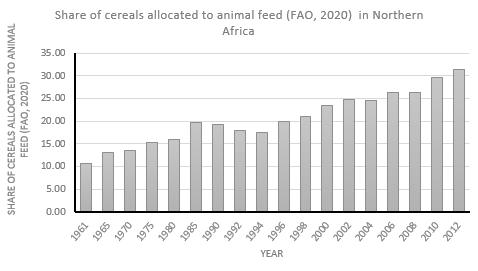 Share of cereals allocated to animal feed (FAO, 2020)  in Northern
Africa
SHARE OF CEREALS ALLOCATED TO ANIMAL
FEED (FAO, 2020)
35.00
30.00
25.00
20.00
15.00
10.00
5.00
0.00
1961 1965 1970 1975 1980 1985 1990 1992 1994 1996 1998 2000 2002 2004 2006 2008 2010 2012
YEAR